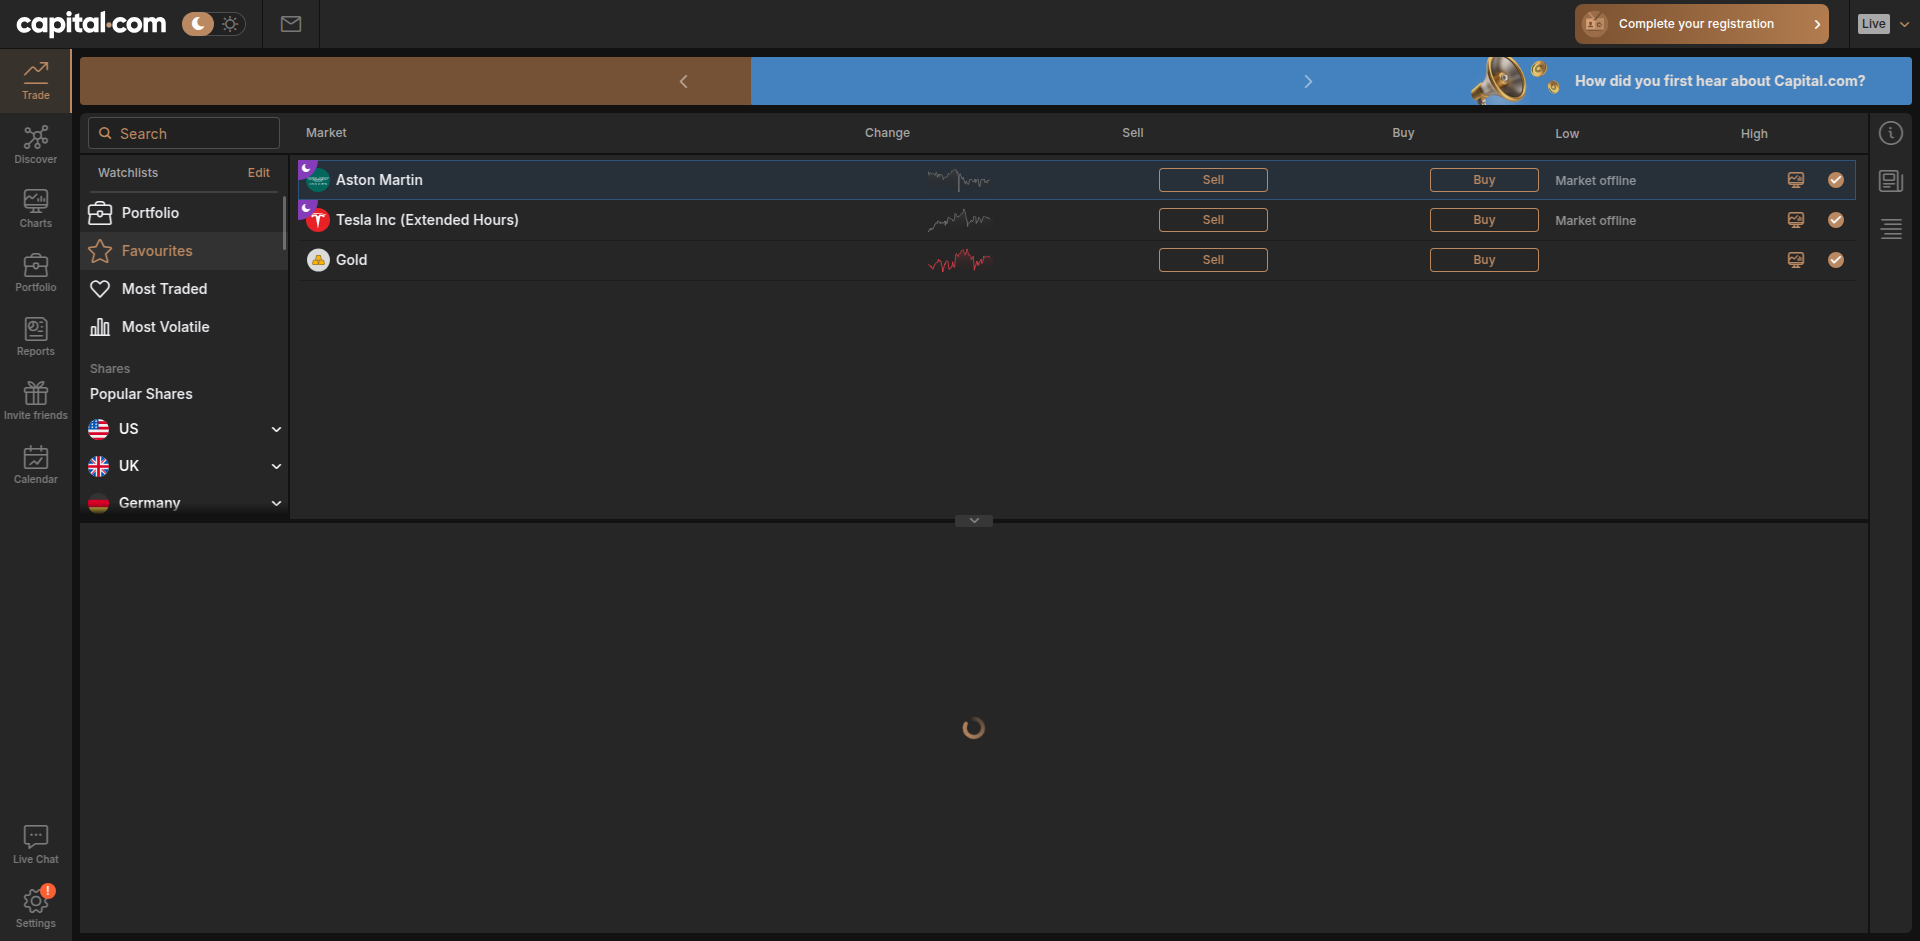 capital.com
Complete your registration
Live
Trade
Discover
Charts
Portfolio
Reports
Invite friends
Calendar
Live Chat
Settings
How did you first hear about Capital.com?
Search
Watchlists Edit
Portfolio
Favourites
Most Traded
Most Volatile
Shares
Popular Shares
US
UK
Germany
Market Change Sell Buy Low High
Aston Martin Sell Buy Market offline
Tesla Inc (Extended Hours) Sell Buy Market offline
Gold Sell Buy